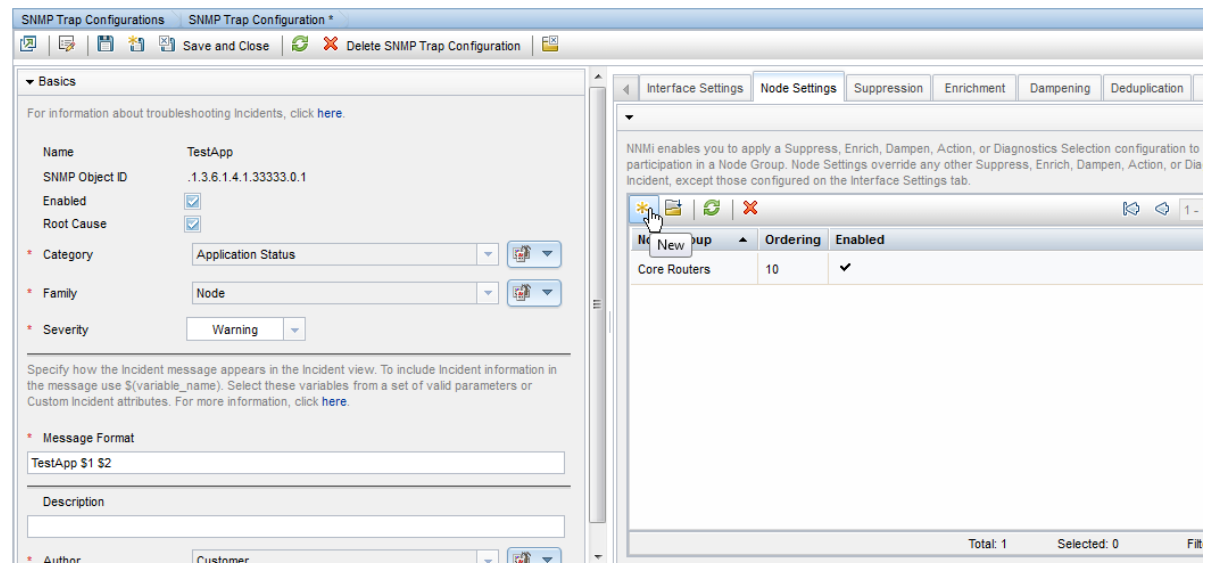 SNMP Trap Configurations SNMP Trap Configuration *
Save and Close Delete SNMP Trap Configuration
Basics
For information about troubleshooting Incidents, click here.
Name TestApp
SNMP Object ID .1.3.6.1.4.1.33333.0.1
Enabled
Root Cause
* Category Application Status
* Family Node
* Severity Warning
Specify how the Incident message appears in the Incident view. To include Incident information in
the message use $(variable_name). Select these variables from a set of valid parameters or
Custom Incident attributes. For more information, click here.
* Message Format
TestApp $1 $2
Description
* Author Customer
Interface Settings Node Settings Suppression Enrichment Dampening Deduplication
NNMi enables you to apply a Suppress, Enrich, Dampen, Action, or Diagnostics Selection configuration to
participation in a Node Group. Node Settings override any other Suppress, Enrich, Dampen, Action, or Dia
Incident, except those configured on the Interface Settings tab.
1 -
New
No oup Ordering Enabled
Core Routers 10
Total: 1 Selected: 0 Filt